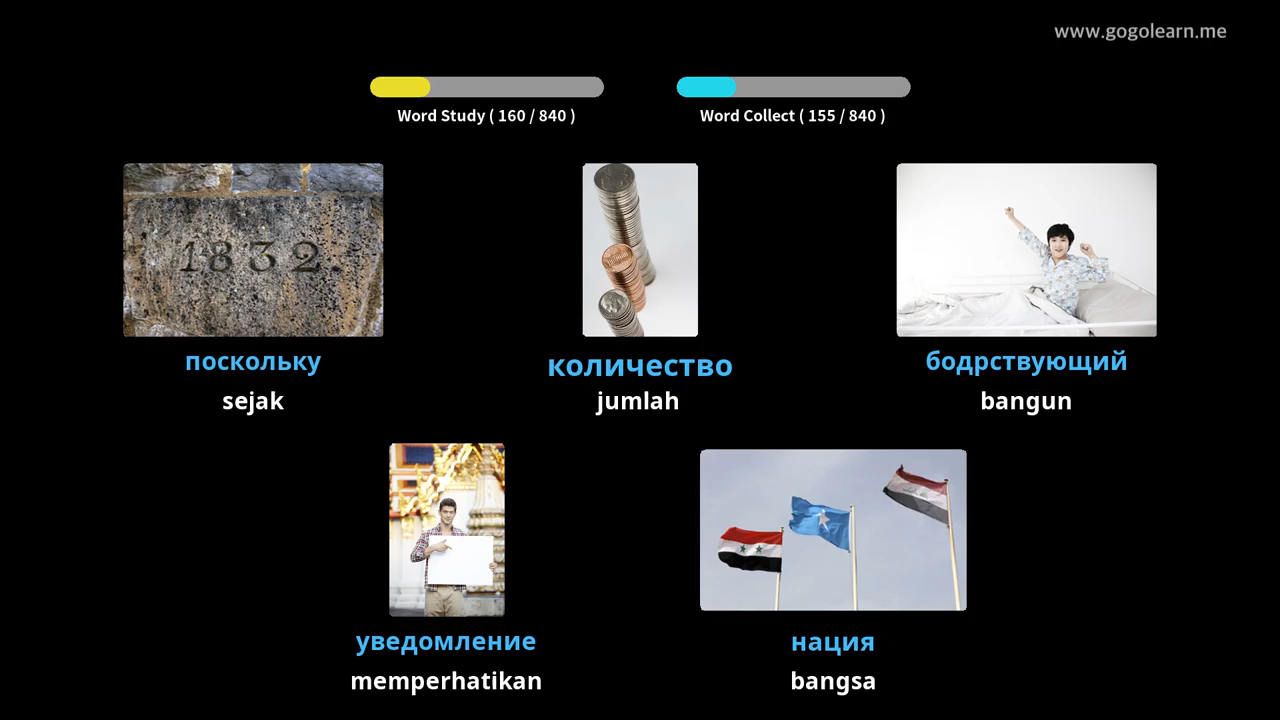 www.gogolearn.me
Word Study ( 160 / 840 )
Word Collect ( 155 / 840 )
1832
поскольку
sejak
количество
jumlah
бодрствующий
bangun
уведомление
memperhatikan
нация
bangsa